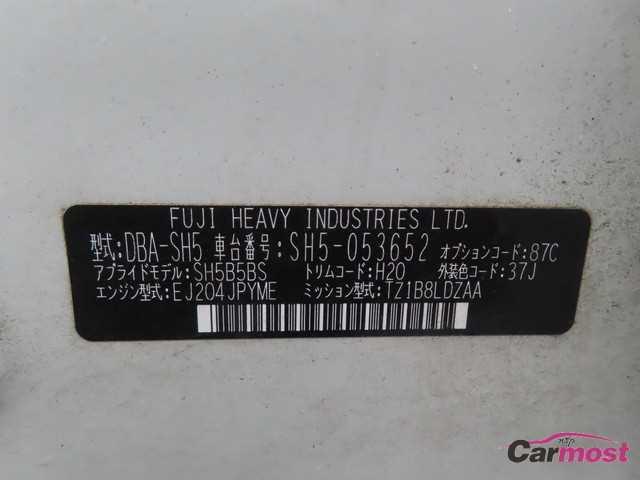 FUJI HEAVY INDUSTRIES LTD.
型式:DBA-SH5 車台番号:SH5-053652 オプションコード:87C
アプライドモデル:SH5B5BS トリムコード:H20 外装色コード:37J
エンジン型式:EJ204JPYME ミッション型式:TZ1B8LDZAA
Carmost